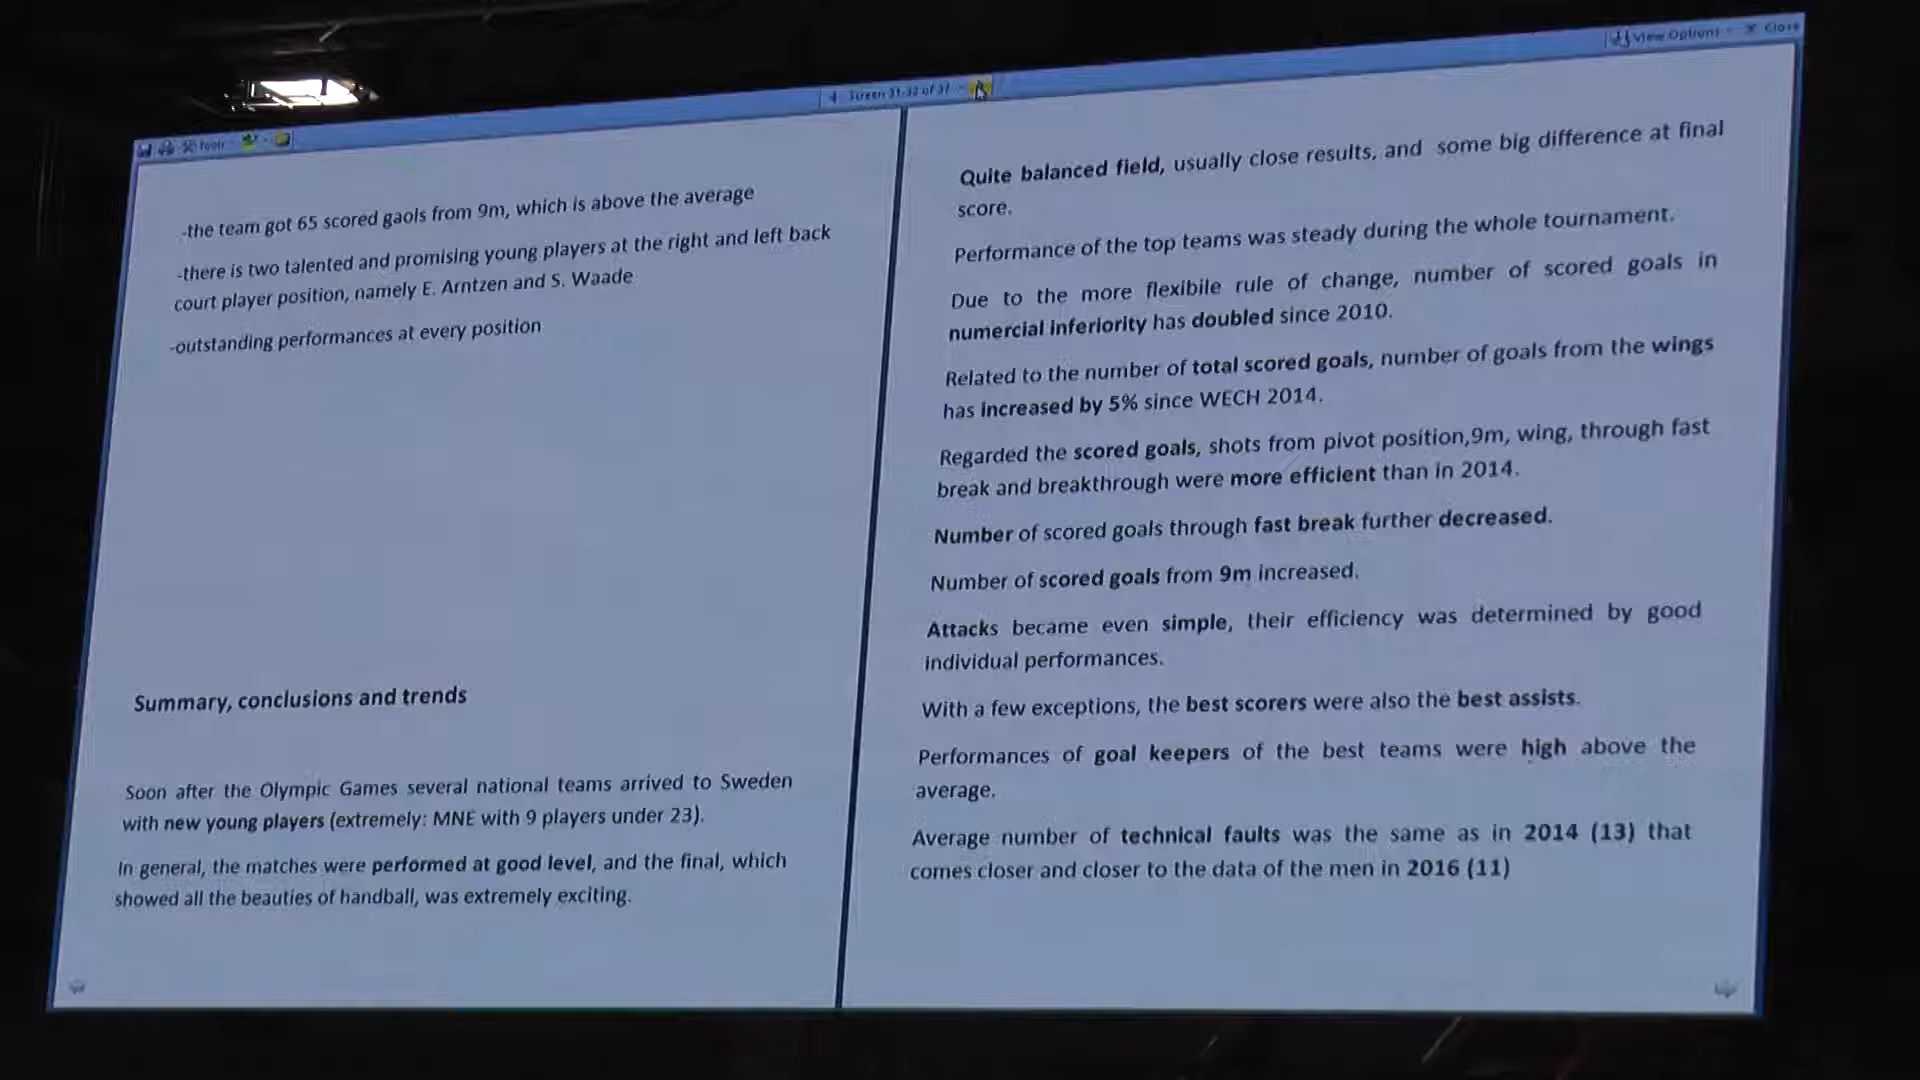 View Options Close
Screen 31-32 of 37
Tools
-the team got 65 scored gaols from 9m, which is above the average
-there is two talented and promising young players at the right and left back
court player position, namely E. Arntzen and S. Waade
-outstanding performances at every position
Summary, conclusions and trends
Soon after the Olympic Games several national teams arrived to Sweden
with new young players (extremely: MNE with 9 players under 23).
In general, the matches were performed at good level, and the final, which
showed all the beauties of handball, was extremely exciting.
Quite balanced field, usually close results, and some big difference at final
score.
Performance of the top teams was steady during the whole tournament.
Due to the more flexibile rule of change, number of scored goals in
numercial inferiority has doubled since 2010.
Related to the number of total scored goals, number of goals from the wings
has increased by 5% since WECH 2014.
Regarded the scored goals, shots from pivot position,9m, wing, through fast
break and breakthrough were more efficient than in 2014.
Number of scored goals through fast break further decreased.
Number of scored goals from 9m increased.
Attacks became even simple, their efficiency was determined by good
individual performances.
With a few exceptions, the best scorers were also the best assists.
Performances of goal keepers of the best teams were high above the
average.
Average number of technical faults was the same as in 2014 (13) that
comes closer and closer to the data of the men in 2016 (11)